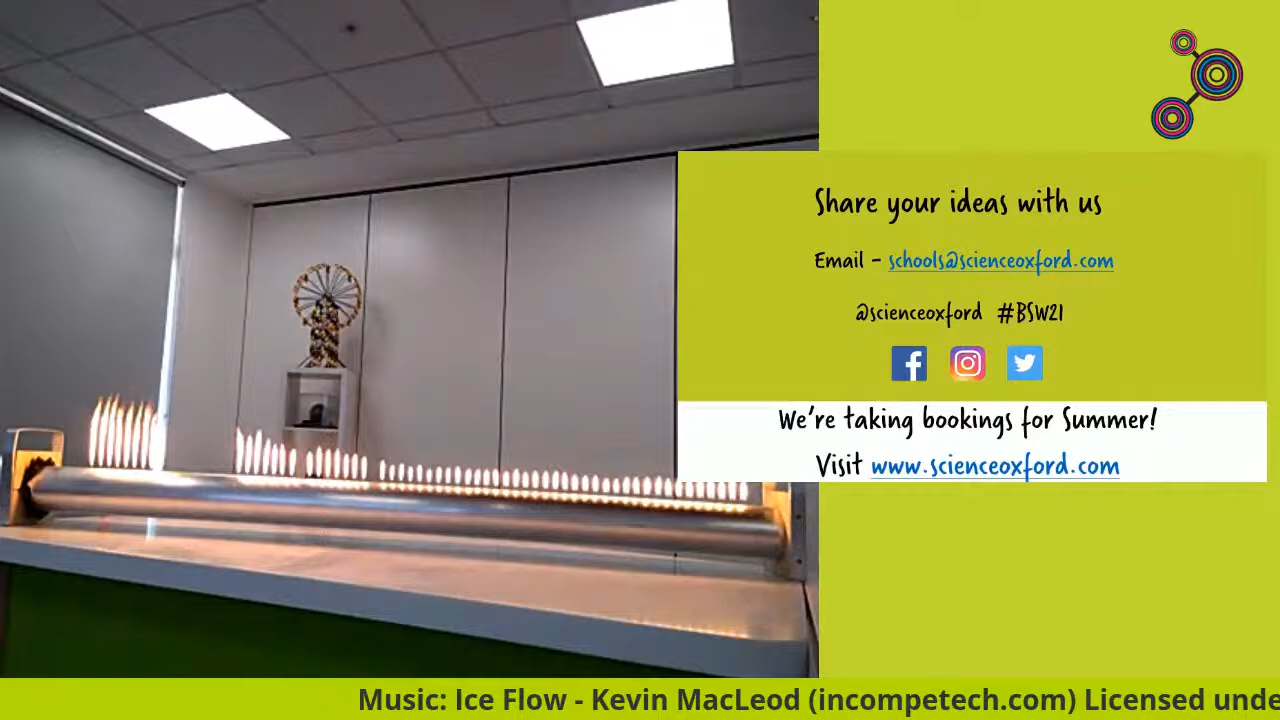 Share your ideas with us
Email - schools@scienceoxford.com
@scienceoxford #BSW21
We're taking bookings for Summer!
Visit www.scienceoxford.com
Music: Ice Flow - Kevin MacLeod (incompetech.com) Licensed unde